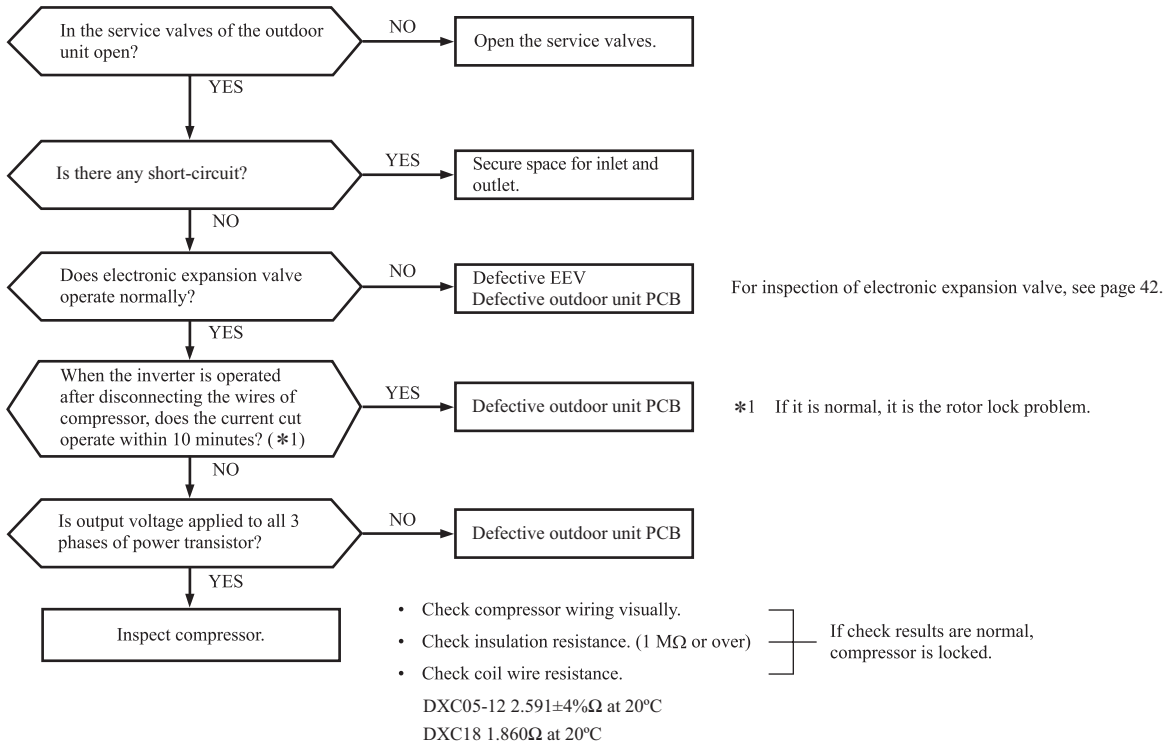 In the service valves of the outdoor
unit open?
NO
Open the service valves.
YES
Is there any short-circuit?
YES
Secure space for inlet and
outlet.
NO
Does electronic expansion valve
operate normally?
NO
Defective EEV
Defective outdoor unit PCB
For inspection of electronic expansion valve, see page 42.
YES
When the inverter is operated
after disconnecting the wires of
compressor, does the current cut
operate within 10 minutes? (∗1)
YES
Defective outdoor unit PCB
∗1 If it is normal, it is the rotor lock problem.
NO
Is output voltage applied to all 3
phases of power transistor?
NO
Defective outdoor unit PCB
YES
Inspect compressor.
• Check compressor wiring visually.
• Check insulation resistance. (1 MΩ or over)
• Check coil wire resistance.
DXC05-12 2.591±4%Ω at 20ºC
DXC18 1.860Ω at 20ºC
If check results are normal,
compressor is locked.